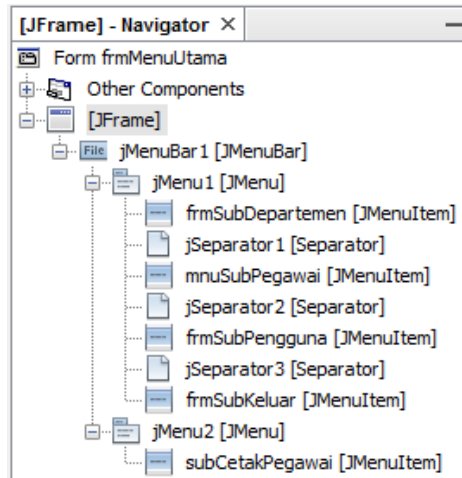 [JFrame] - Navigator ×
Form frmMenuUtama
Other Components
[JFrame]
File jMenuBar1 [JMenuBar]
jMenu1 [JMenu]
frmSubDepartemen [JMenuItem]
jSeparator1 [Separator]
mnuSubPegawai [JMenuItem]
jSeparator2 [Separator]
frmSubPengguna [JMenuItem]
jSeparator3 [Separator]
frmSubKeluar [JMenuItem]
jMenu2 [JMenu]
subCetakPegawai [JMenuItem]